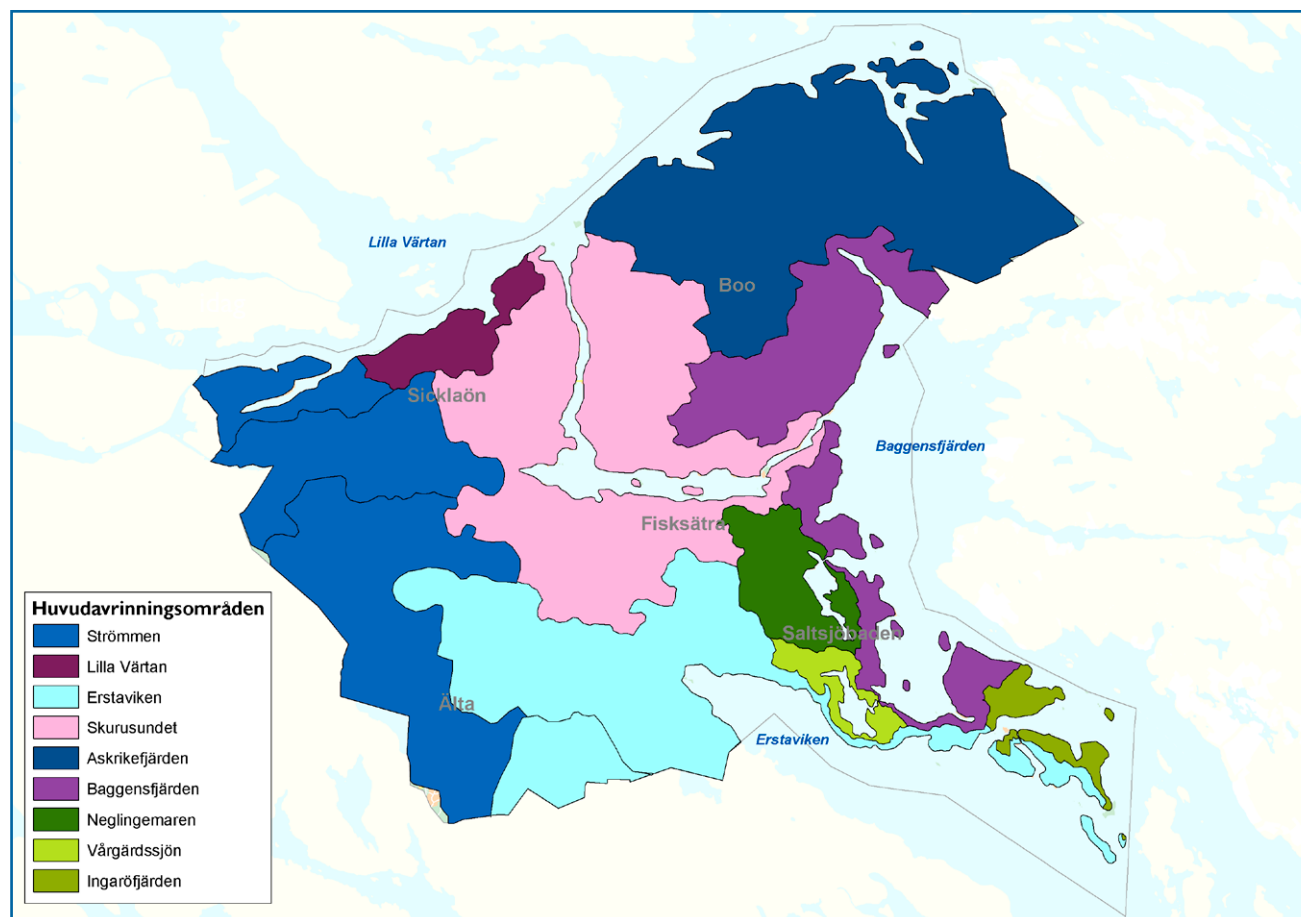 Lilla Värtan
Boo
Sicklaön
Baggensfjärden
Fisksätra
Saltsjöbaden
Älta
Erstaviken
Huvudavrinningsområden
Strömmen
Lilla Värtan
Erstaviken
Skurusundet
Askrikefjärden
Baggensfjärden
Neglingemaren
Vårgärdssjön
Ingaröfjärden